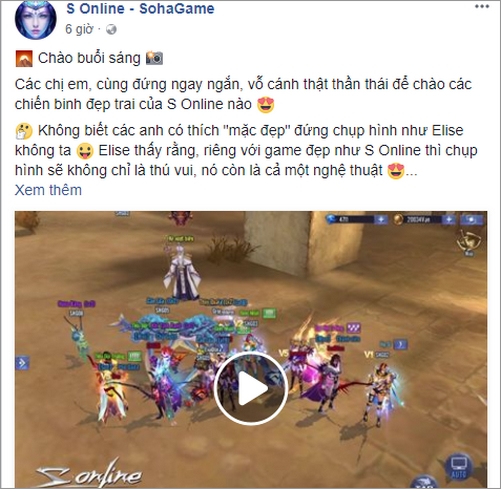 S Online - SohaGame
6 giờ ·
Chào buổi sáng
Các chị em, cùng đứng ngay ngắn, vỗ cánh thật thần thái để chào các
chiến binh đẹp trai của S Online nào 😍
🤔 Không biết các anh có thích "mặc đẹp" đứng chụp hình như Elise
không ta 😜 Elise thấy rằng, riêng với game đẹp như S Online thì chụp
hình sẽ không chỉ là thú vui, nó còn là cả một nghệ thuật 😍...
Xem thêm
S online
AUTO